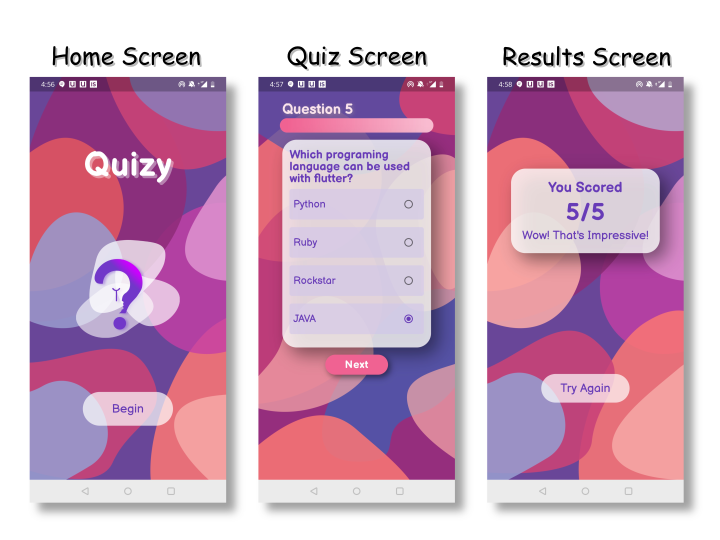 Home Screen
Quiz Screen
Results Screen
4:56
Quizy
Begin
4:57
Question 5
Which programing
language can be used
with flutter?
Python
Ruby
Rockstar
JAVA
Next
4:58
You Scored
5/5
Wow! That's Impressive!
Try Again